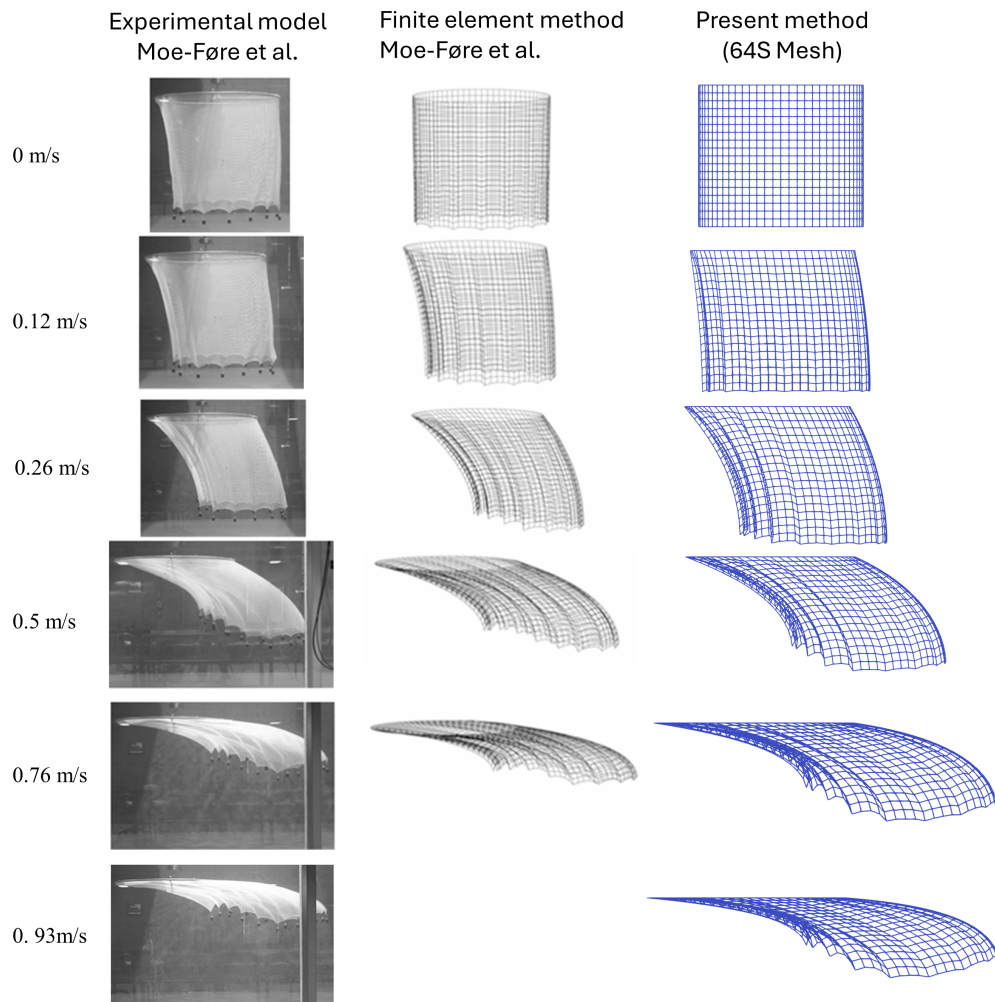 Experimental model
Moe-Føre et al.
Finite element method
Moe-Føre et al.
Present method
(64S Mesh)
0 m/s
0.12 m/s
0.26 m/s
0.5 m/s
0.76 m/s
0. 93m/s